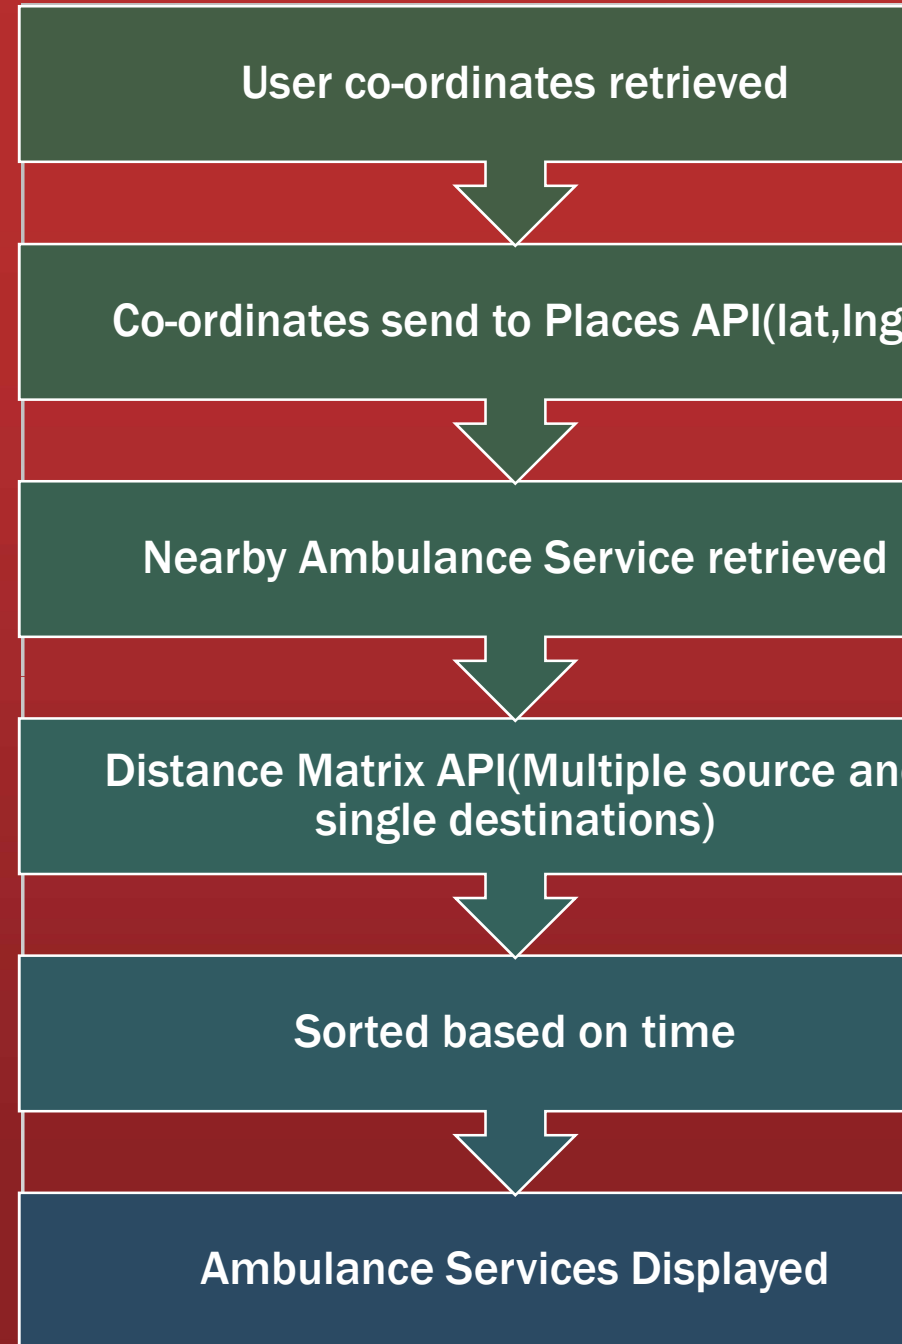 User co-ordinates retrieved
Co-ordinates send to Places API(lat,lng
Nearby Ambulance Service retrieved
Distance Matrix API(Multiple source an
single destinations)
Sorted based on time
Ambulance Services Displayed